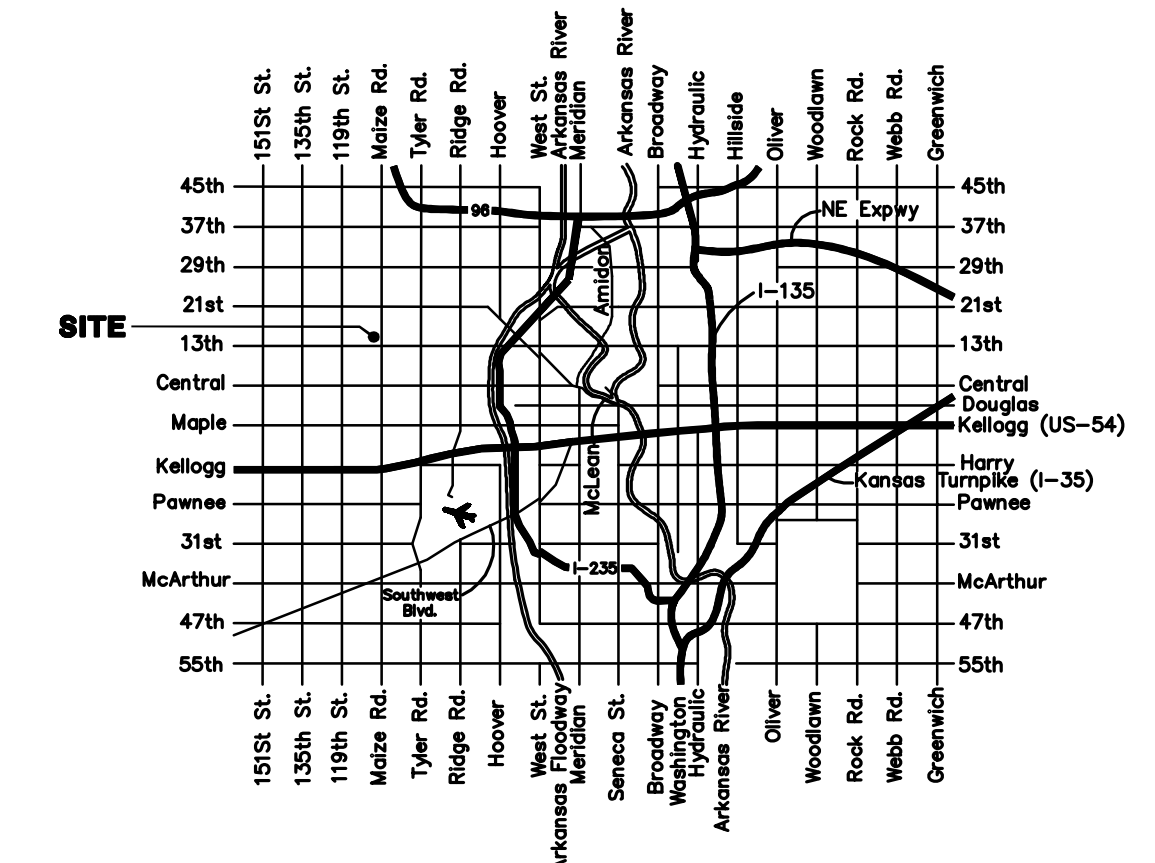 151St St.
135th St.
119th St.
Maize Rd.
Tyler Rd.
Ridge Rd.
Hoover
West St.
Arkansas River
Meridian
Arkansas River
Broadway
Hydraulic
Hillside
Oliver
Woodlawn
Rock Rd.
Webb Rd.
Greenwich
45th
45th
96
NE Expwy
37th
37th
29th
29th
Amidon
I-135
21st
21st
SITE
13th
13th
Central
Central
Douglas
Maple
Kellogg (US-54)
Kellogg
Harry
McLean
Kansas Turnpike (I-35)
Pawnee
Pawnee
31st
31st
I-235
McArthur
McArthur
Southwest
Blvd.
47th
47th
55th
55th
151St St.
135th St.
119th St.
Maize Rd.
Tyler Rd.
Ridge Rd.
Hoover
West St.
Arkansas Floodway
Meridian
Seneca St.
Broadway
Washington
Hydraulic
Arkansas River
Oliver
Woodlawn
Rock Rd.
Webb Rd.
Greenwich